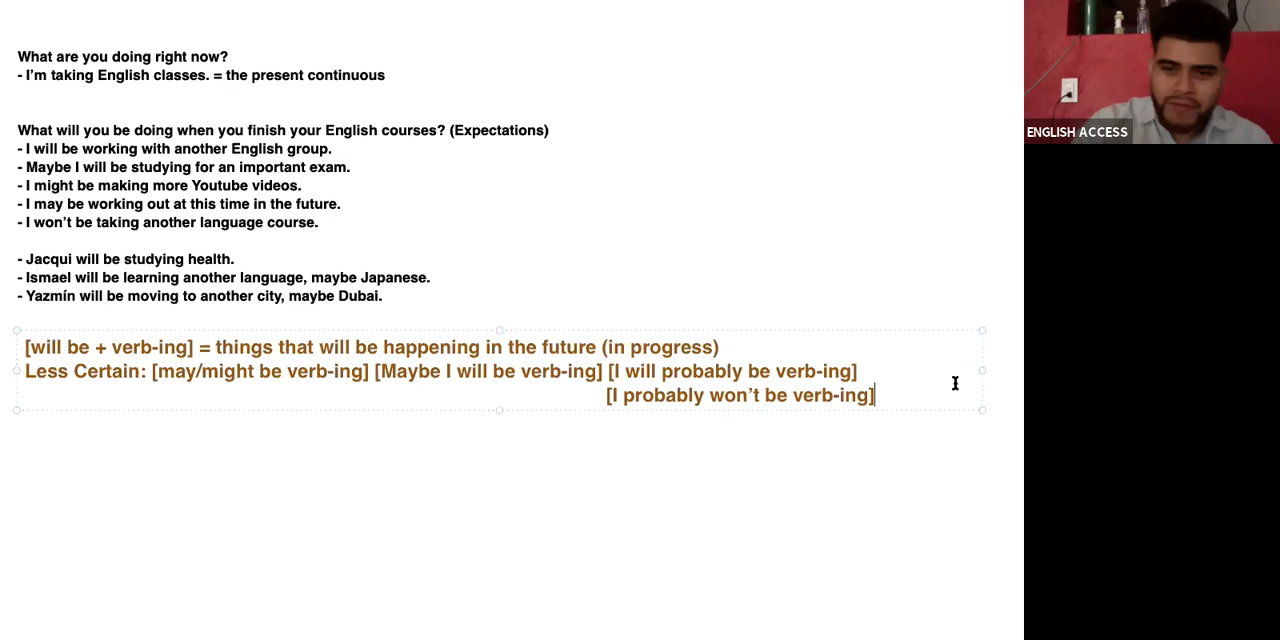 What are you doing right now?
- I’m taking English classes. = the present continuous
What will you be doing when you finish your English courses? (Expectations)
- I will be working with another English group.
- Maybe I will be studying for an important exam.
- I might be making more Youtube videos.
- I may be working out at this time in the future.
- I won’t be taking another language course.
- Jacqui will be studying health.
- Ismael will be learning another language, maybe Japanese.
- Yazmín will be moving to another city, maybe Dubai.
[will be + verb-ing] = things that will be happening in the future (in progress)
Less Certain: [may/might be verb-ing] [Maybe I will be verb-ing] [I will probably be verb-ing]
[I probably won’t be verb-ing]
ENGLISH ACCESS